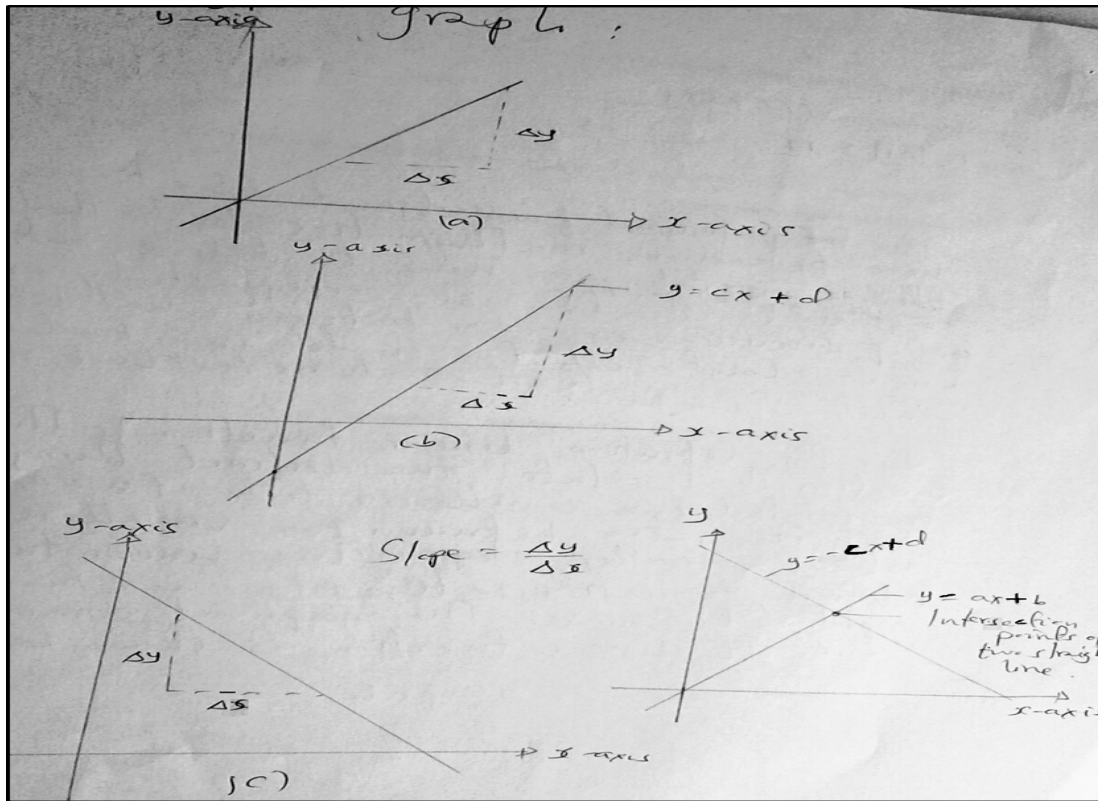 y-axis
graph :
Δy
Δx
(a)
x-axis
y-axis
y=cx+d
Δy
Δx
(b)
x-axis
y-axis
Slope = Δy/Δx
Δy
Δx
x-axis
(c)
y
y=-cx+d
y=ax+b
Intersection
points of
two straigh
line.
x-axis